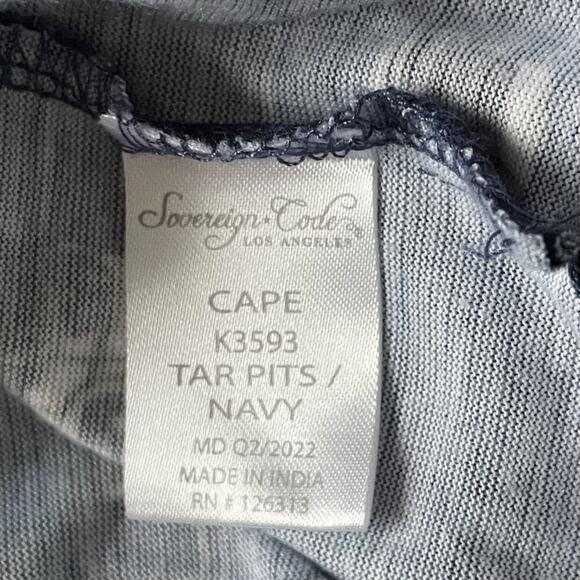 Sovereign Code
LOS ANGELES
CAPE
K3593
TAR PITS /
NAVY
MD Q2/2022
MADE IN INDIA
RN # 126313